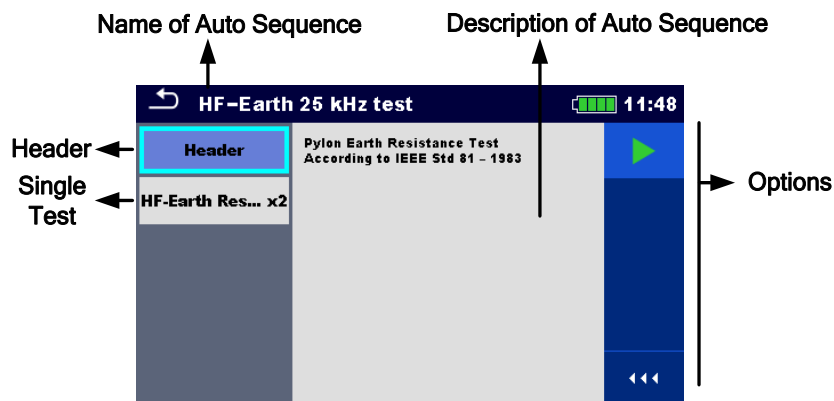 Name of Auto Sequence
Description of Auto Sequence
HF-Earth 25 kHz test
11:48
Header
Header
Pylon Earth Resistance Test
According to IEEE Std 81 - 1983
Single
Test
HF-Earth Res... x2
Options